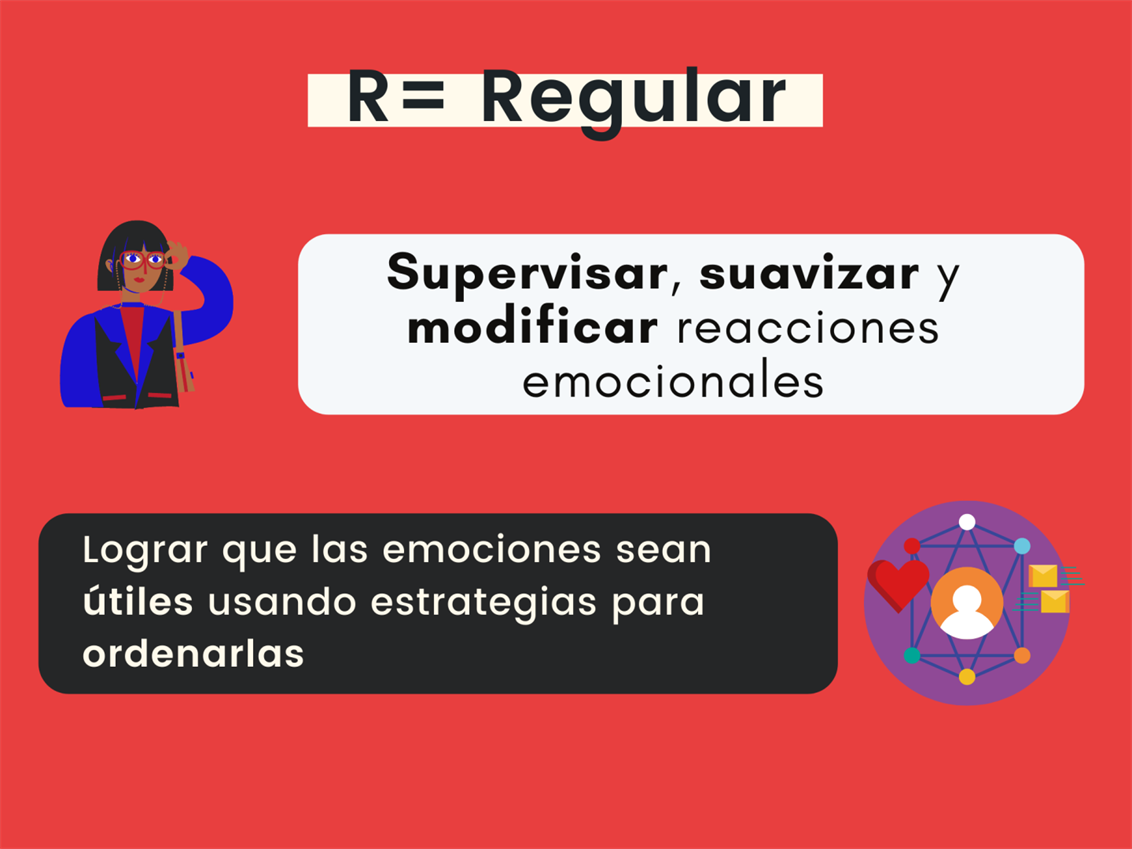 R= Regular
Supervisar, suavizar y
modificar reacciones
emocionales
Lograr que las emociones sean
útiles usando estrategias para
ordenarlas